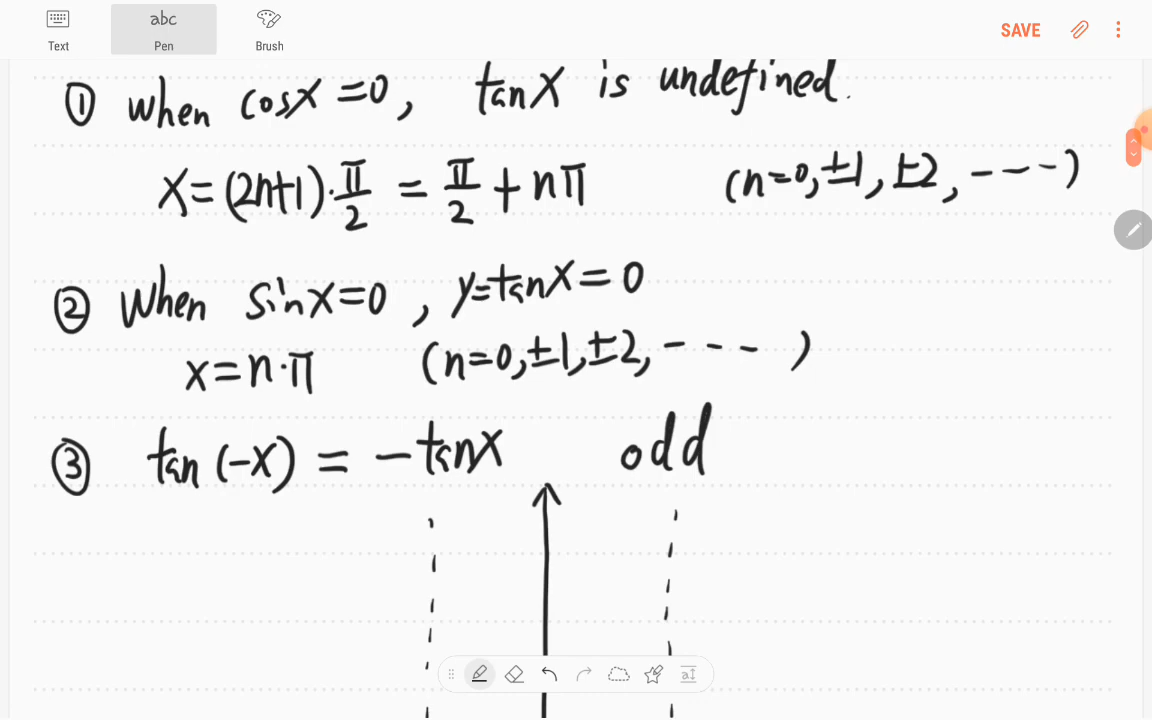 Text
abc
Pen
Brush
SAVE
① when cosx=0, tanx is undefined.
x=(2n+1)·π/2 = π/2 + nπ (n=0,±1,±2,----)
② When sinx=0, y=tanx=0
x=n·π (n=0,±1,±2,----)
③ tan(-x) = -tanx odd